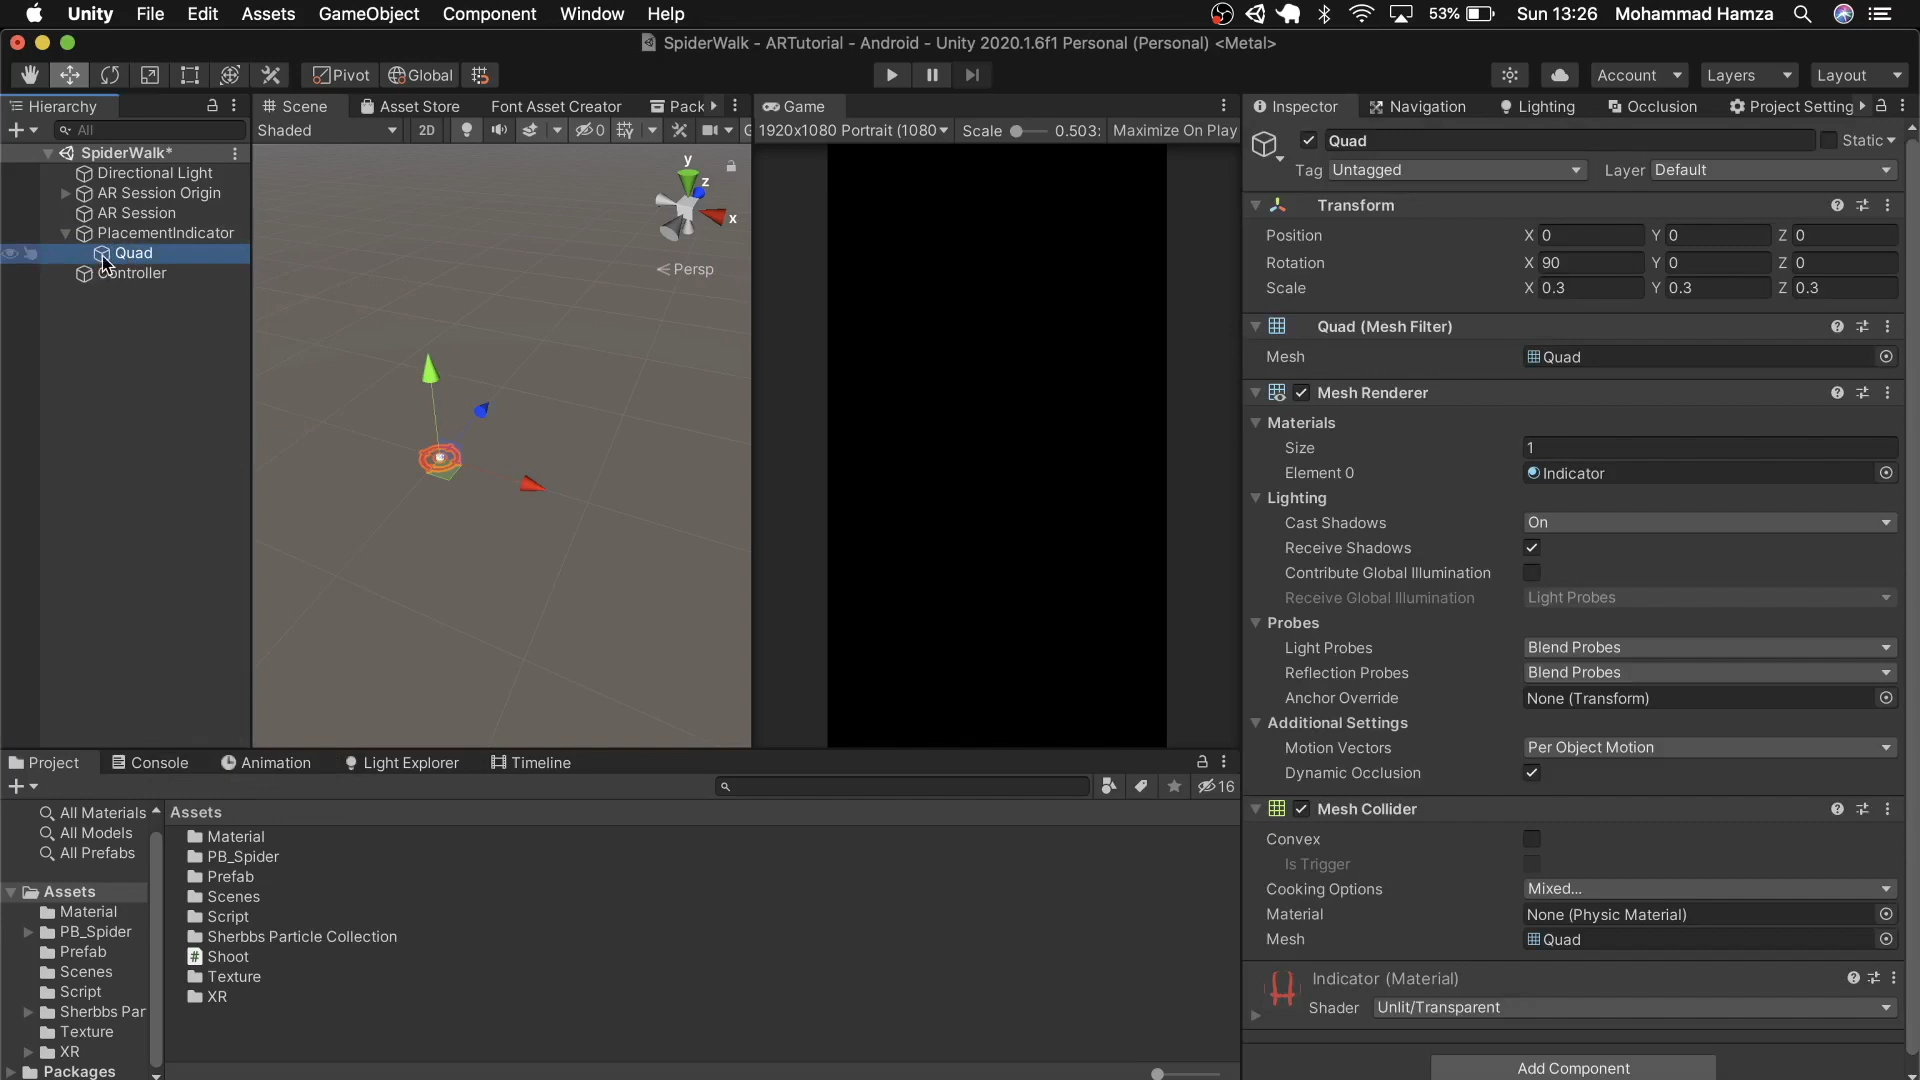 Unity File Edit Assets GameObject Component Window Help 53% Sun 13:26 Mohammad Hamza
SpiderWalk - ARTutorial - Android - Unity 2020.1.6f1 Personal (Personal) <Metal>
Pivot Global Account Layers Layout
Hierarchy Scene Asset Store Font Asset Creator Pack Game Inspector Navigation Lighting Occlusion Project Setting
All Shaded 2D 0 1920x1080 Portrait (1080 Scale 0.503: Maximize On Play
Quad Static
SpiderWalk*
Tag Untagged Layer Default
Directional Light
AR Session Origin
AR Session
PlacementIndicator
Quad
Controller
y
z
x
Persp
Transform
Position X 0 Y 0 Z 0
Rotation X 90 Y 0 Z 0
Scale X 0.3 Y 0.3 Z 0.3
Quad (Mesh Filter)
Mesh Quad
Mesh Renderer
Materials
Size 1
Element 0 Indicator
Lighting
Cast Shadows On
Receive Shadows
Contribute Global Illumination
Receive Global Illumination Light Probes
Probes
Light Probes Blend Probes
Reflection Probes Blend Probes
Anchor Override None (Transform)
Additional Settings
Motion Vectors Per Object Motion
Dynamic Occlusion
Mesh Collider
Convex
Is Trigger
Cooking Options Mixed...
Material None (Physic Material)
Mesh Quad
Indicator (Material)
Shader Unlit/Transparent
Add Component
Project Console Animation Light Explorer Timeline
16
All Materials
All Models
All Prefabs
Assets
Material
PB_Spider
Prefab
Scenes
Script
Sherbbs Par
Texture
XR
Packages
Assets
Material
PB_Spider
Prefab
Scenes
Script
Sherbbs Particle Collection
Shoot
Texture
XR